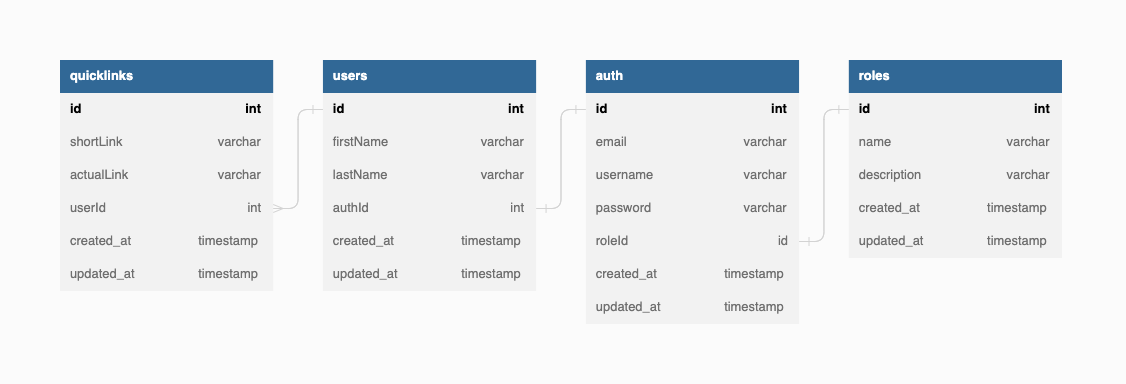 quicklinks
id int
shortLink varchar
actualLink varchar
userId int
created_at timestamp
updated_at timestamp
users
id int
firstName varchar
lastName varchar
authId int
created_at timestamp
updated_at timestamp
auth
id int
email varchar
username varchar
password varchar
roleId id
created_at timestamp
updated_at timestamp
roles
id int
name varchar
description varchar
created_at timestamp
updated_at timestamp